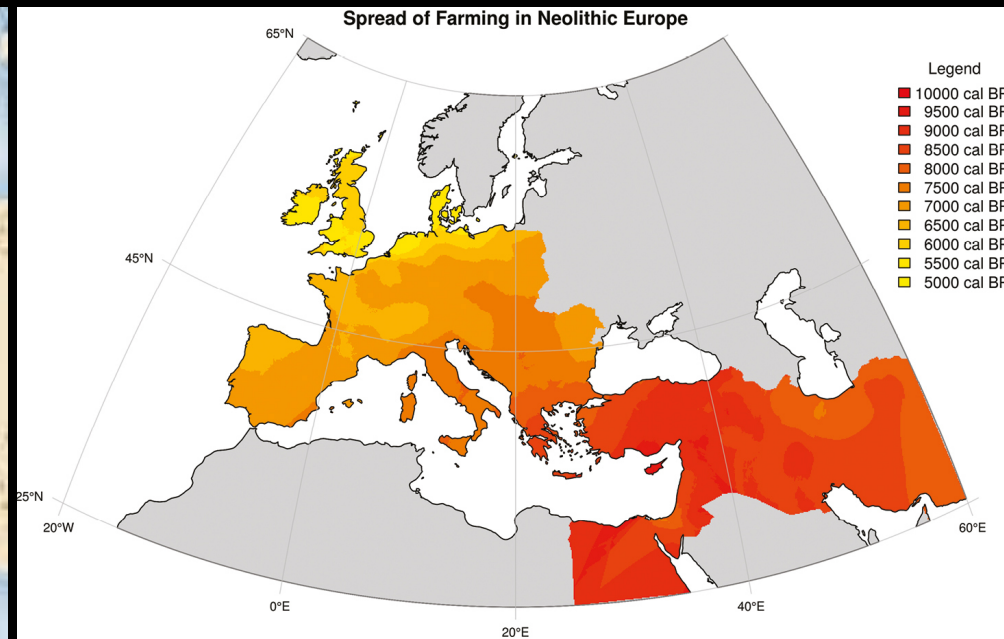 Spread of Farming in Neolithic Europe
65°N
Legend
10000 cal BP
9500 cal BP
9000 cal BP
8500 cal BP
8000 cal BP
7500 cal BP
7000 cal BP
6500 cal BP
6000 cal BP
5500 cal BP
5000 cal BP
45°N
25°N
20°W
60°E
0°E
40°E
20°E